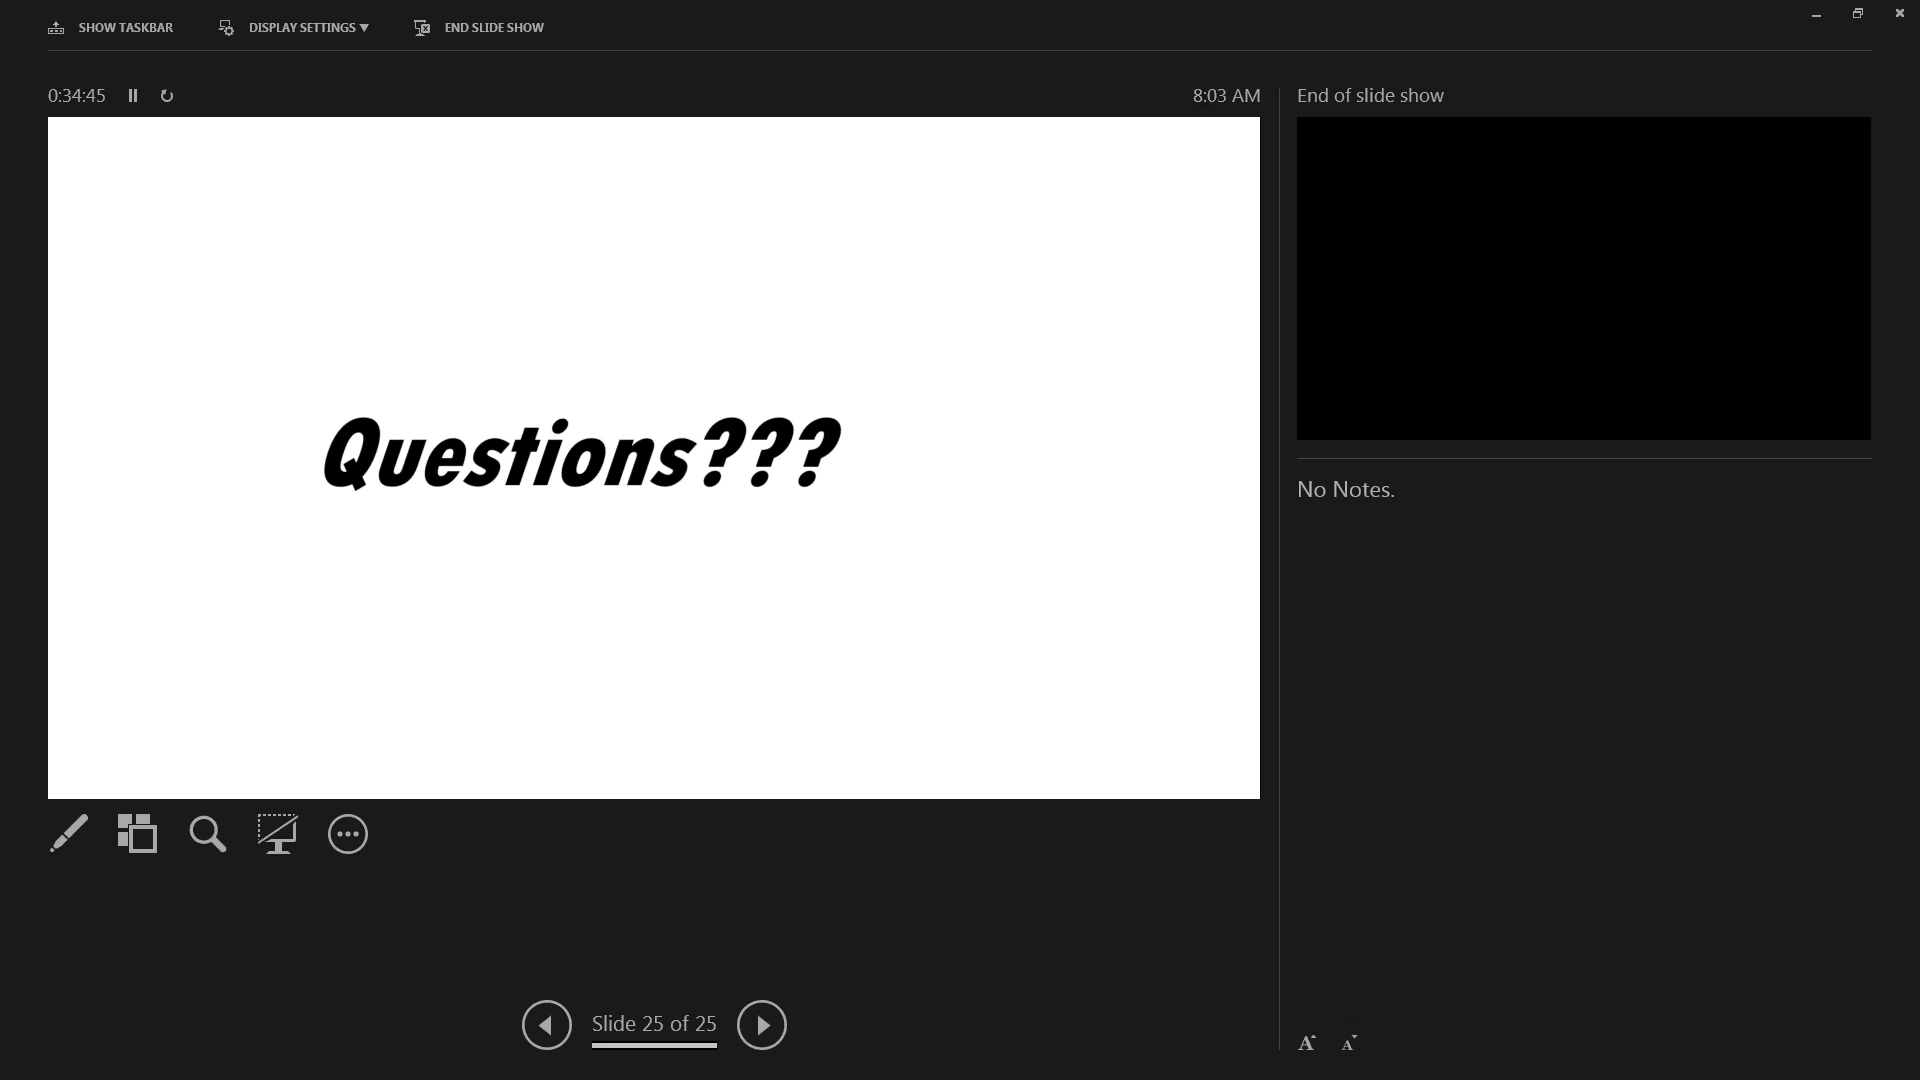 SHOW TASKBAR DISPLAY SETTINGS END SLIDE SHOW
0:34:45 8:03 AM
Questions???
Slide 25 of 25
End of slide show
No Notes.
A A